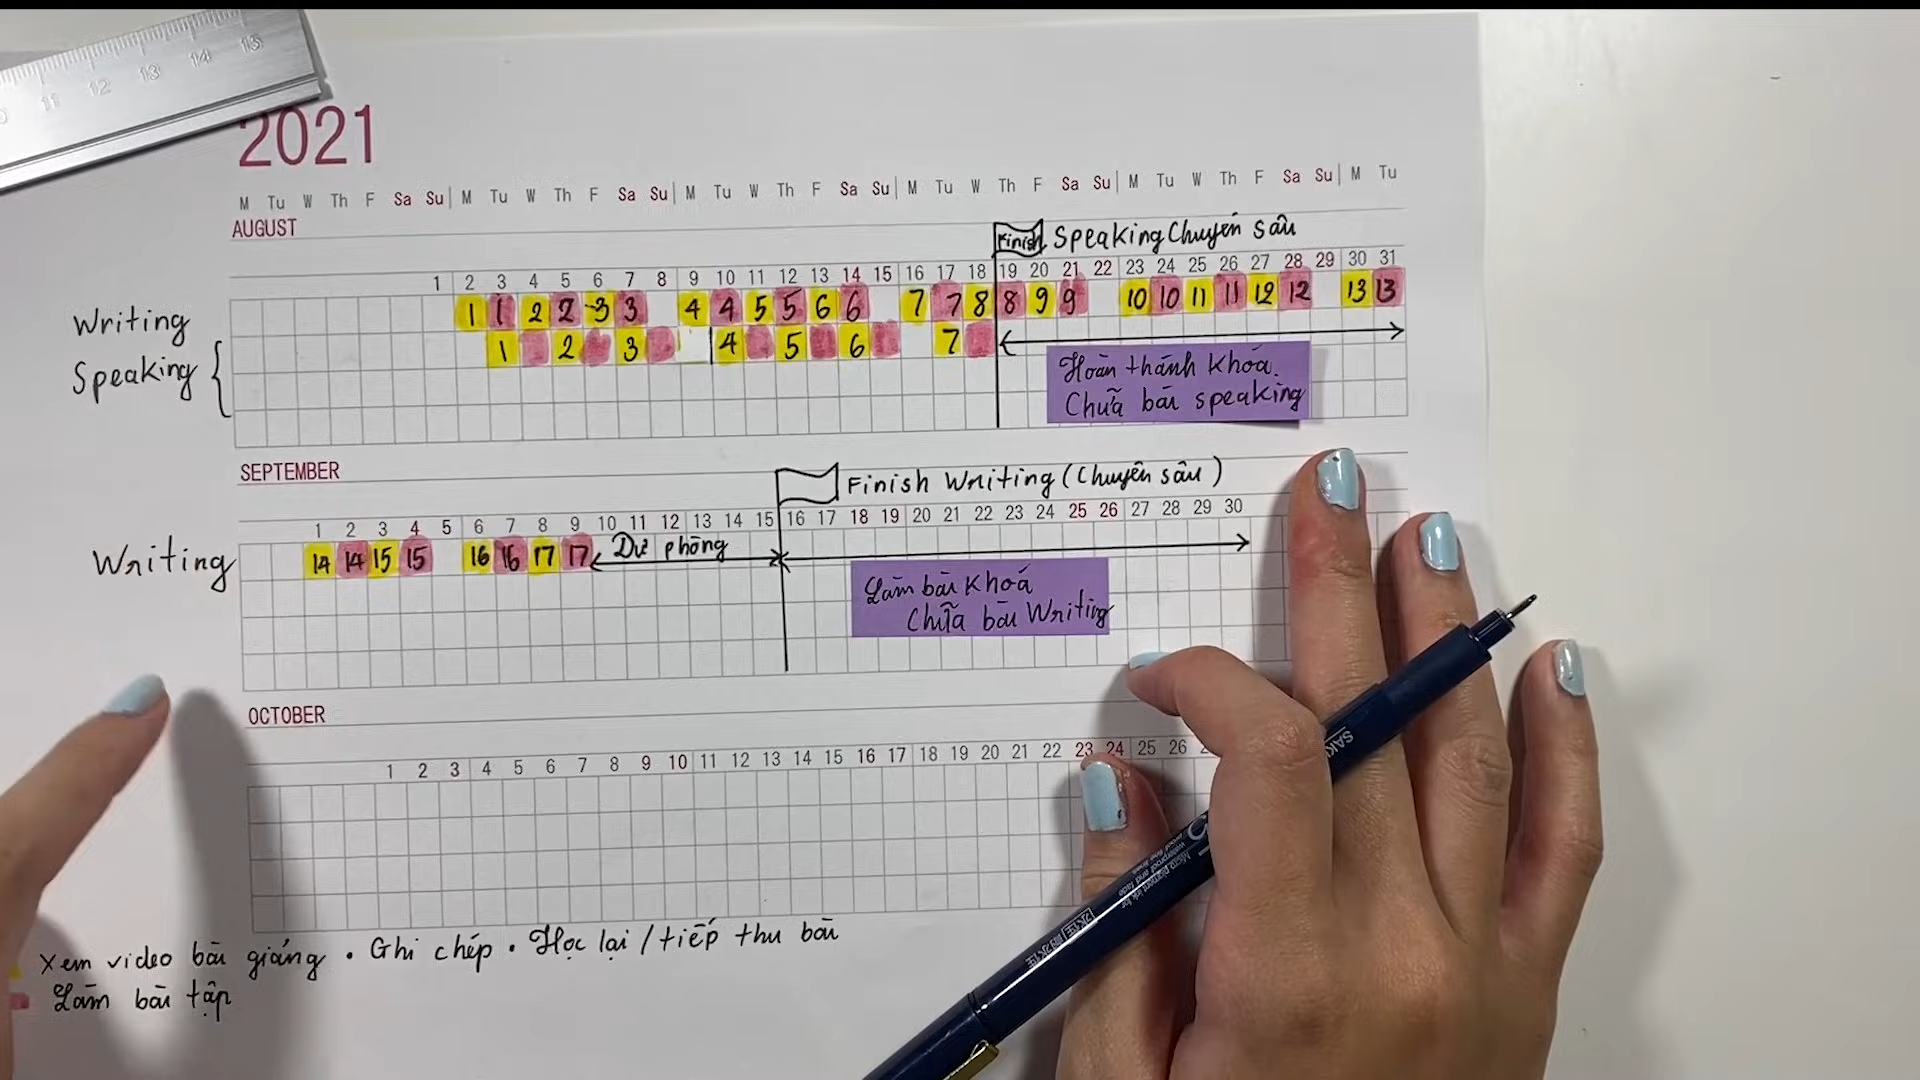 11 12 13 14 15
2021
M Tu W Th F Sa Su M Tu W Th F Sa Su M Tu W Th F Sa Su M Tu W Th F Sa Su M Tu W Th F Sa Su M Tu
AUGUST
Finish Speaking Chuyên sâu
1 2 3 4 5 6 7 8 9 10 11 12 13 14 15 16 17 18 19 20 21 22 23 24 25 26 27 28 29 30 31
Writing 1 1 2 2 3 3 4 4 5 5 6 6 7 7 8 8 9 9 10 10 11 11 12 12 13 13
Speaking 1 2 3 4 5 6 7
Hoàn thành khóa.
Chữa bài speaking
SEPTEMBER
Finish Writing (Chuyên sâu)
1 2 3 4 5 6 7 8 9 10 11 12 13 14 15 16 17 18 19 20 21 22 23 24 25 26 27 28 29 30
Writing 14 14 15 15 16 16 17 17 Dự phòng
Làm bài khoá
Chữa bài Writing
OCTOBER
1 2 3 4 5 6 7 8 9 10 11 12 13 14 15 16 17 18 19 20 21 22 23 24 25 26
Xem video bài giảng • Ghi chép • Học lại / tiếp thu bài
Làm bài tập